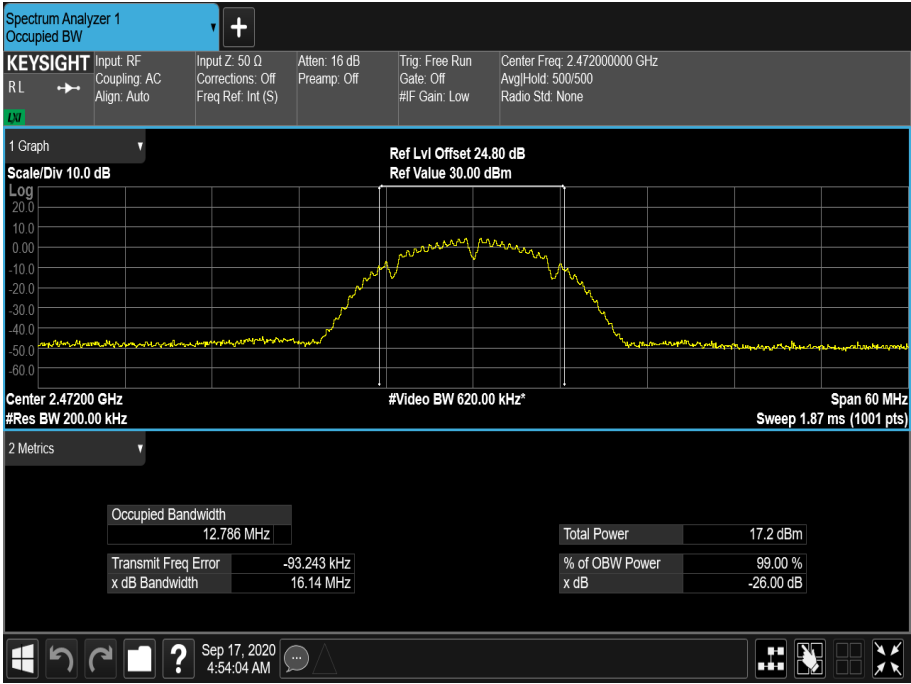 Spectrum Analyzer 1
Occupied BW
+
KEYSIGHT
RL
LXI
Input: RF
Coupling: AC
Align: Auto
Input Z: 50 Ω
Corrections: Off
Freq Ref: Int (S)
Atten: 16 dB
Preamp: Off
Trig: Free Run
Gate: Off
#IF Gain: Low
Center Freq: 2.472000000 GHz
Avg|Hold: 500/500
Radio Std: None
1 Graph
Scale/Div 10.0 dB
Ref Lvl Offset 24.80 dB
Ref Value 30.00 dBm
Log
20.0
10.0
0.00
-10.0
-20.0
-30.0
-40.0
-50.0
-60.0
Center 2.47200 GHz
#Video BW 620.00 kHz*
Span 60 MHz
#Res BW 200.00 kHz
Sweep 1.87 ms (1001 pts)
2 Metrics
Occupied Bandwidth
12.786 MHz
Total Power 17.2 dBm
Transmit Freq Error -93.243 kHz
% of OBW Power 99.00 %
x dB Bandwidth 16.14 MHz
x dB -26.00 dB
?
Sep 17, 2020
4:54:04 AM